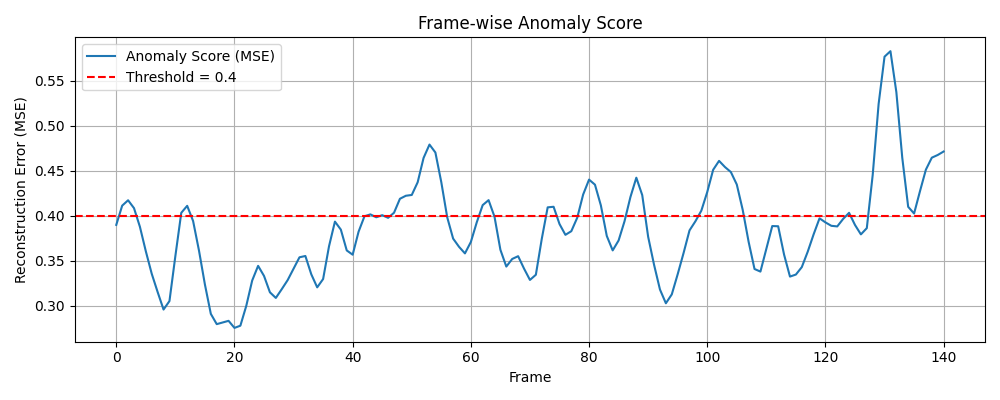 Frame-wise Anomaly Score
Anomaly Score (MSE)
Threshold = 0.4
Reconstruction Error (MSE)
0.55
0.50
0.45
0.40
0.35
0.30
0 20 40 60 80 100 120 140
Frame